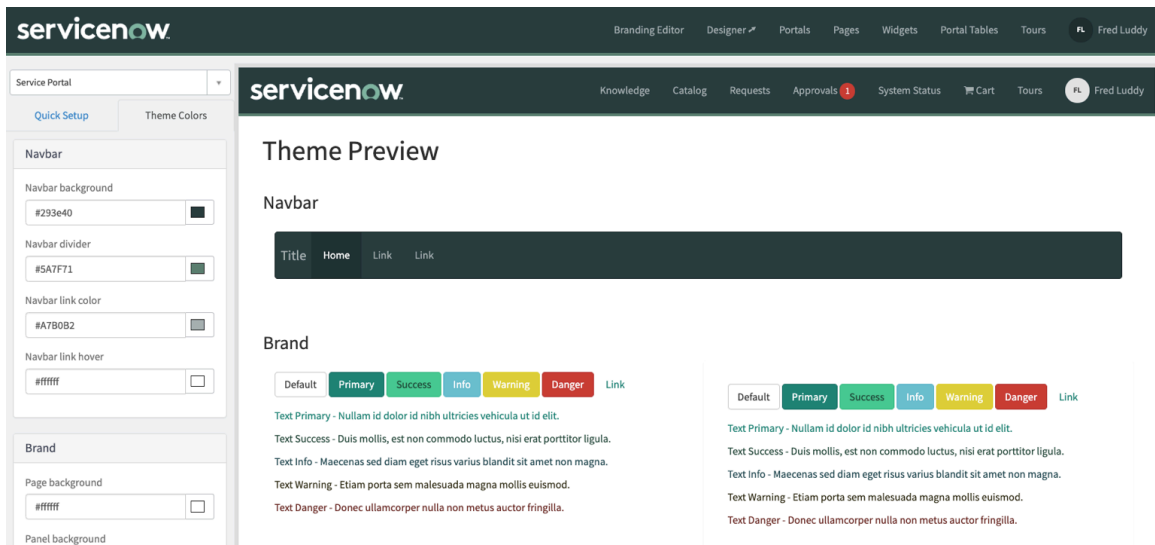 servicenow
Branding Editor Designer Portals Pages Widgets Portal Tables Tours FL Fred Luddy
Service Portal
Quick Setup Theme Colors
Navbar
Navbar background
#293e40
Navbar divider
#5A7F71
Navbar link color
#A7B0B2
Navbar link hover
#ffffff
Brand
Page background
#ffffff
Panel background
servicenow
Knowledge Catalog Requests Approvals 1 System Status Cart Tours FL Fred Luddy
Theme Preview
Navbar
Title Home Link Link
Brand
Default Primary Success Info Warning Danger Link
Text Primary - Nullam id dolor id nibh ultricies vehicula ut id elit.
Text Success - Duis mollis, est non commodo luctus, nisi erat porttitor ligula.
Text Info - Maecenas sed diam eget risus varius blandit sit amet non magna.
Text Warning - Etiam porta sem malesuada magna mollis euismod.
Text Danger - Donec ullamcorper nulla non metus auctor fringilla.
Default Primary Success Info Warning Danger Link
Text Primary - Nullam id dolor id nibh ultricies vehicula ut id elit.
Text Success - Duis mollis, est non commodo luctus, nisi erat porttitor ligula.
Text Info - Maecenas sed diam eget risus varius blandit sit amet non magna.
Text Warning - Etiam porta sem malesuada magna mollis euismod.
Text Danger - Donec ullamcorper nulla non metus auctor fringilla.